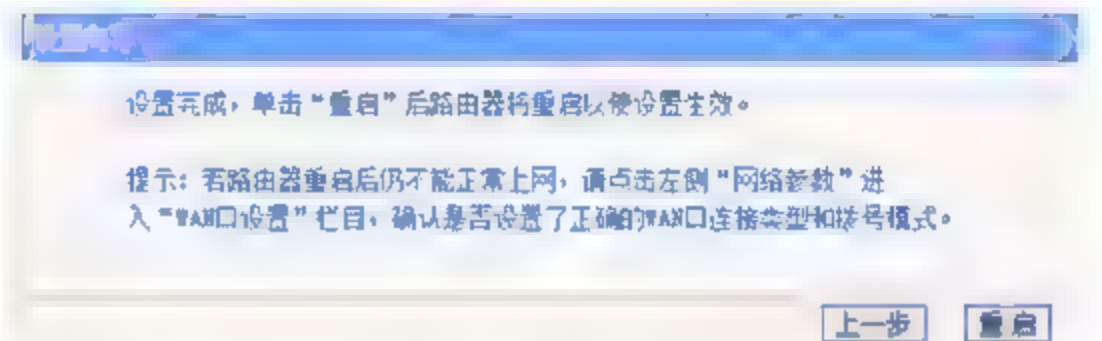 设置完成，单击“重启”后路由器将重启以使设置生效。
提示：若路由器重启后仍不能正常上网，请点击左侧“网络参数”进
入“WAN口设置”栏目，确认是否设置了正确的WAN口连接类型和拨号模式。
上一步 重启